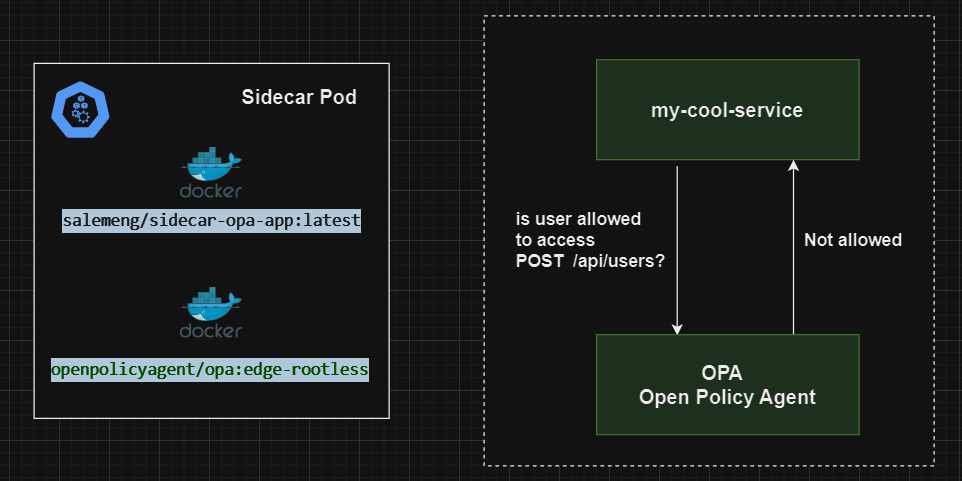 Sidecar Pod
docker
salemeng/sidecar-opa-app:latest
docker
openpolicyagent/opa:edge-rootless
my-cool-service
is user allowed
to access
POST /api/users?
Not allowed
OPA
Open Policy Agent